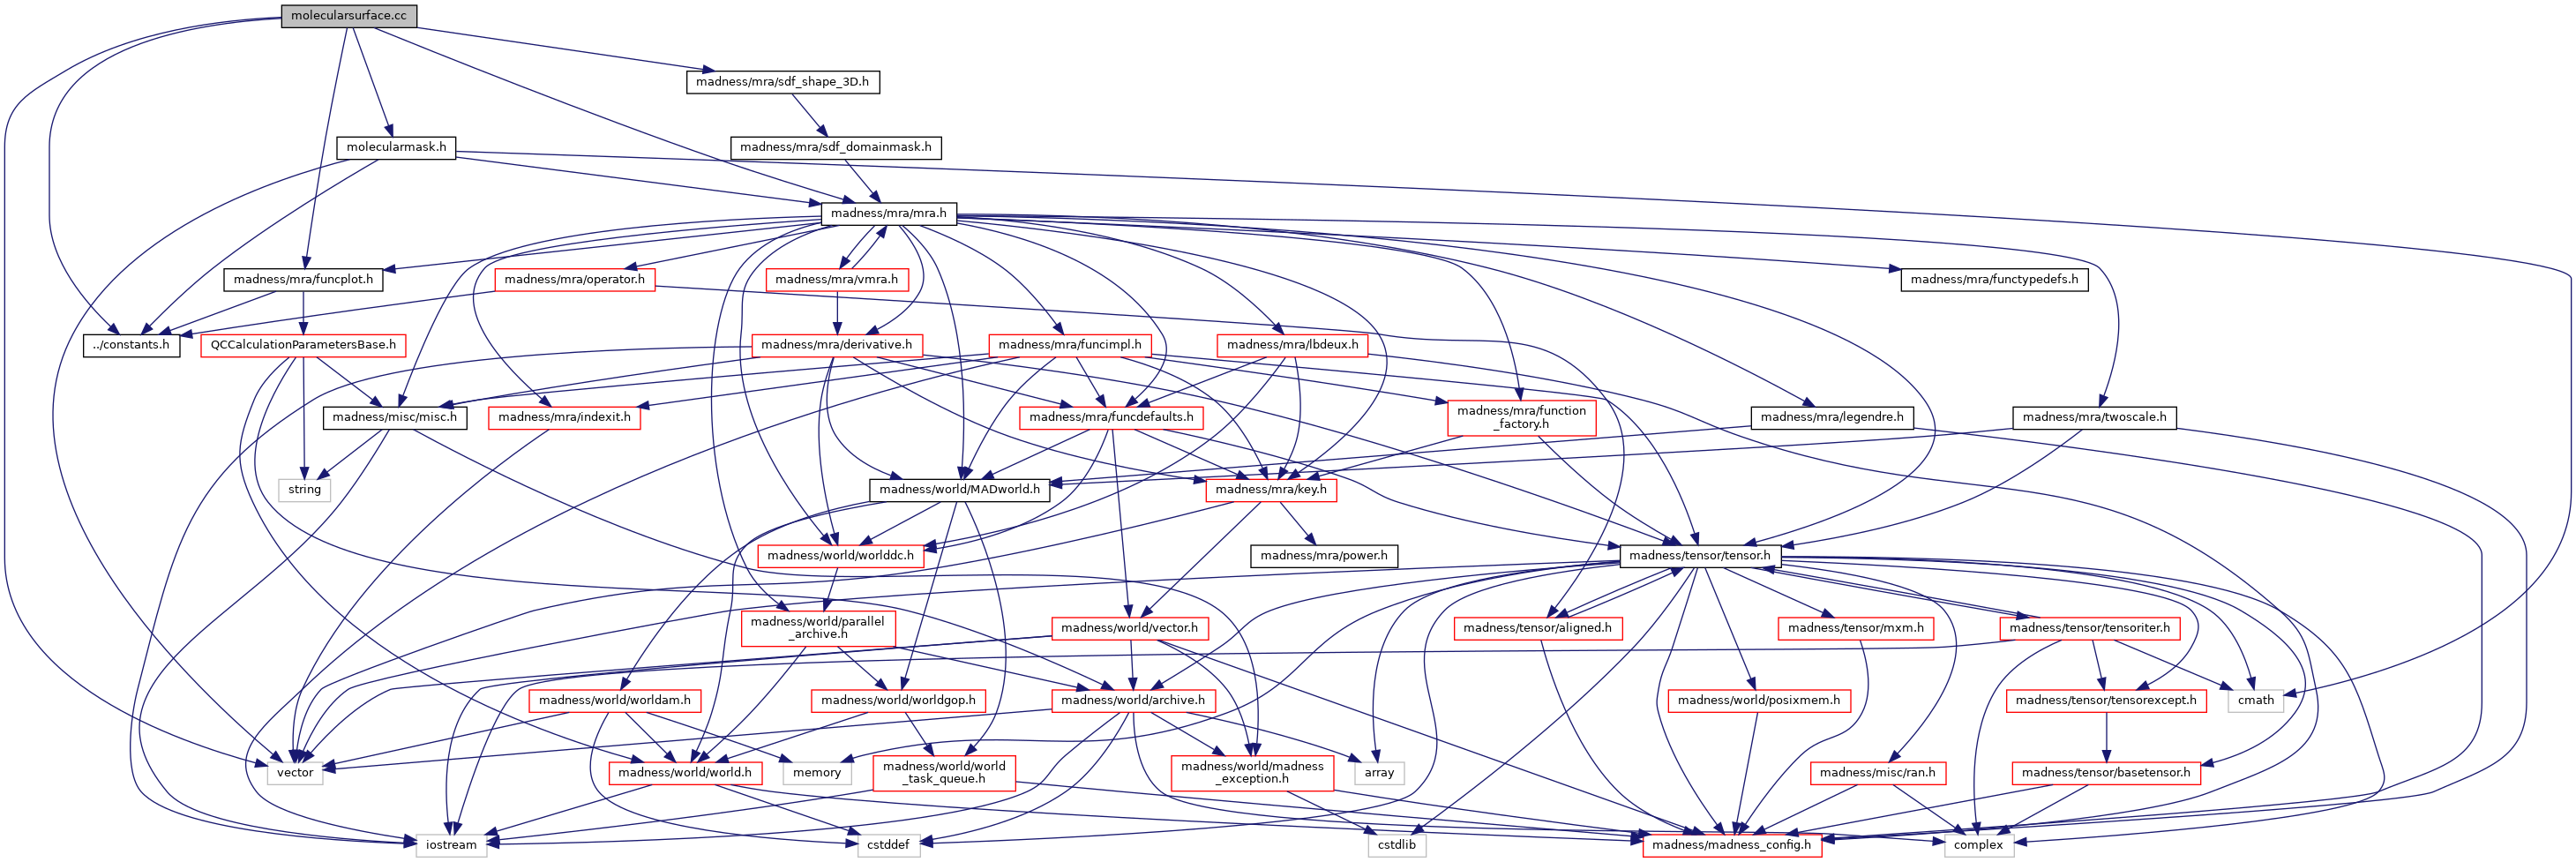 molecularsurface.cc
madness/mra/sdf_shape_3D.h
molecularmask.h
madness/mra/sdf_domainmask.h
madness/mra/mra.h
madness/mra/funcplot.h
madness/mra/operator.h
madness/mra/vmra.h
madness/mra/functypedefs.h
../constants.h
QCCalculationParametersBase.h
madness/mra/derivative.h
madness/mra/funcimpl.h
madness/mra/lbdeux.h
madness/misc/misc.h
madness/mra/indexit.h
madness/mra/funcdefaults.h
madness/mra/function
_factory.h
madness/mra/legendre.h
madness/mra/twoscale.h
string
madness/world/MADworld.h
madness/mra/key.h
madness/world/worlddc.h
madness/mra/power.h
madness/tensor/tensor.h
madness/world/parallel
_archive.h
madness/world/vector.h
madness/tensor/aligned.h
madness/tensor/mxm.h
madness/tensor/tensoriter.h
madness/world/worldam.h
madness/world/worldgop.h
madness/world/archive.h
madness/world/posixmem.h
madness/tensor/tensorexcept.h
cmath
vector
madness/world/world.h
memory
madness/world/world
_task_queue.h
madness/world/madness
_exception.h
array
madness/misc/ran.h
madness/tensor/basetensor.h
iostream
cstddef
cstdlib
madness/madness_config.h
complex